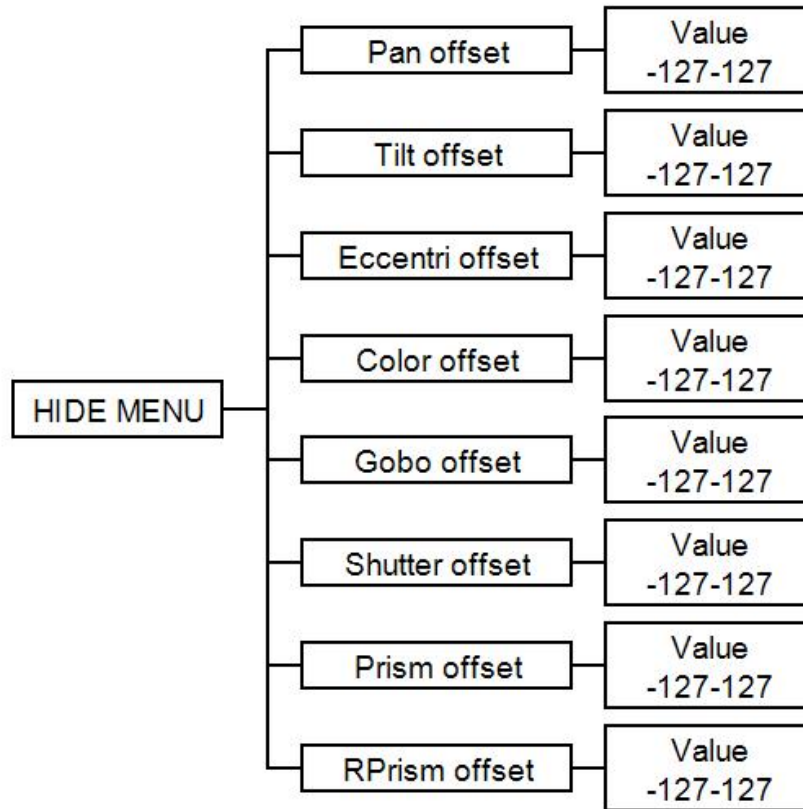 Pan offset
Value
-127-127
Tilt offset
Value
-127-127
Eccentri offset
Value
-127-127
Color offset
Value
-127-127
HIDE MENU
Gobo offset
Value
-127-127
Shutter offset
Value
-127-127
Prism offset
Value
-127-127
RPrism offset
Value
-127-127